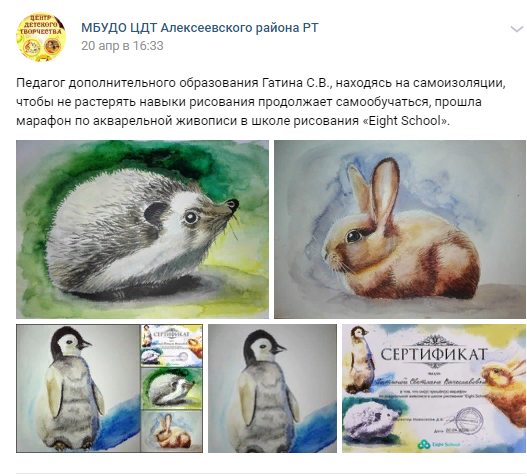 ЦЕНТР
ДЕТСКОГО
ТВОРЧЕСТВА
МБУДО ЦДТ Алексеевского района РТ
20 апр в 16:33
Педагог дополнительного образования Гатина С.В., находясь на самоизоляции,
чтобы не растерять навыки рисования продолжает самообучаться, прошла
марафон по акварельной живописи в школе рисования «Eight School».
СЕРТИФИКАТ
СЕРТИФИКАТ
Дата
Eight School